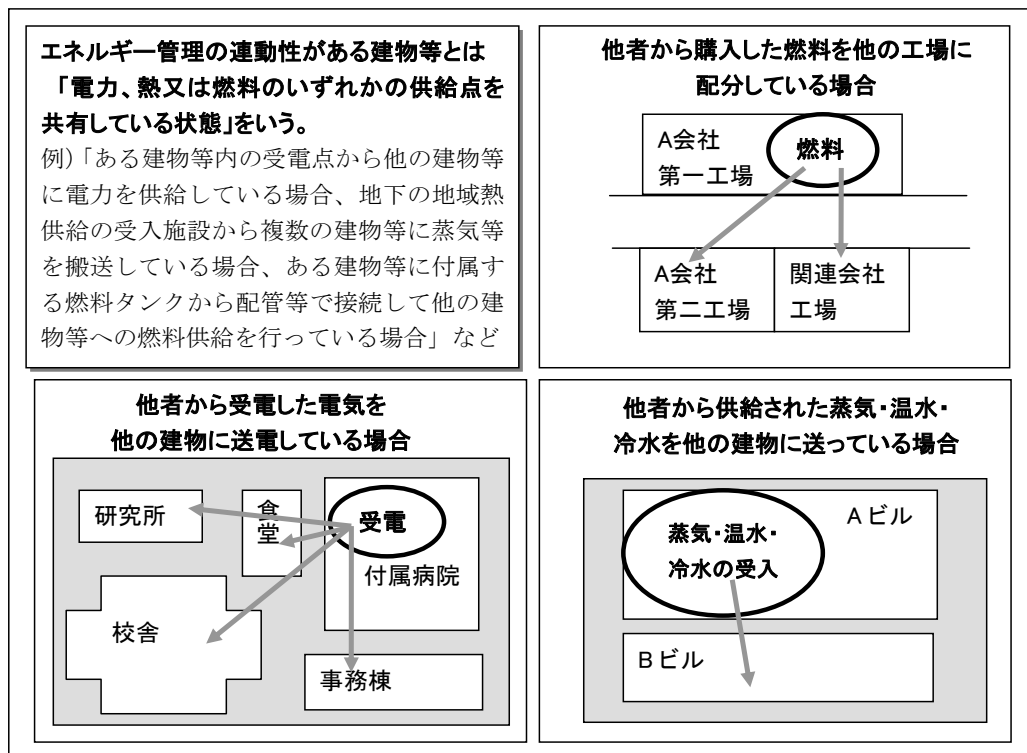 エネルギー管理の連動性がある建物等とは
「電力、熱又は燃料のいずれかの供給点を
共有している状態」をいう。
例）「ある建物等内の受電点から他の建物等
に電力を供給している場合、地下の地域熱
供給の受入施設から複数の建物等に蒸気等
を搬送している場合、ある建物等に付属す
る燃料タンクから配管等で接続して他の建
物等への燃料供給を行っている場合」など
他者から購入した燃料を他の工場に
配分している場合
A会社
第一工場
燃料
A会社
第二工場
関連会社
工場
他者から受電した電気を
他の建物に送電している場合
研究所
食
堂
受電
付属病院
校舎
事務棟
他者から供給された蒸気・温水・
冷水を他の建物に送っている場合
蒸気・温水・
冷水の受入
Aビル
Bビル